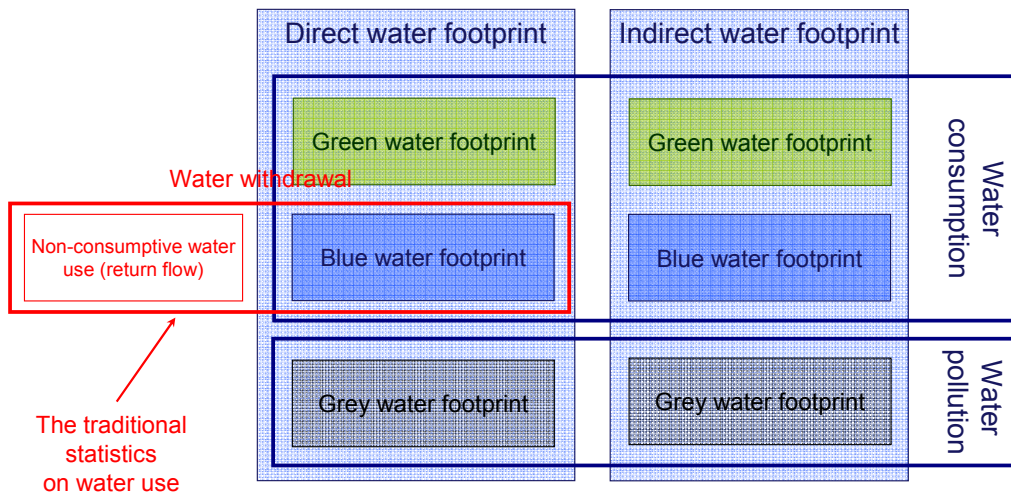 Direct water footprint
Indirect water footprint
Green water footprint
Green water footprint
Water
consumption
Water withdrawal
Non-consumptive water
use (return flow)
Blue water footprint
Blue water footprint
Grey water footprint
Grey water footprint
Water
pollution
The traditional
statistics
on water use